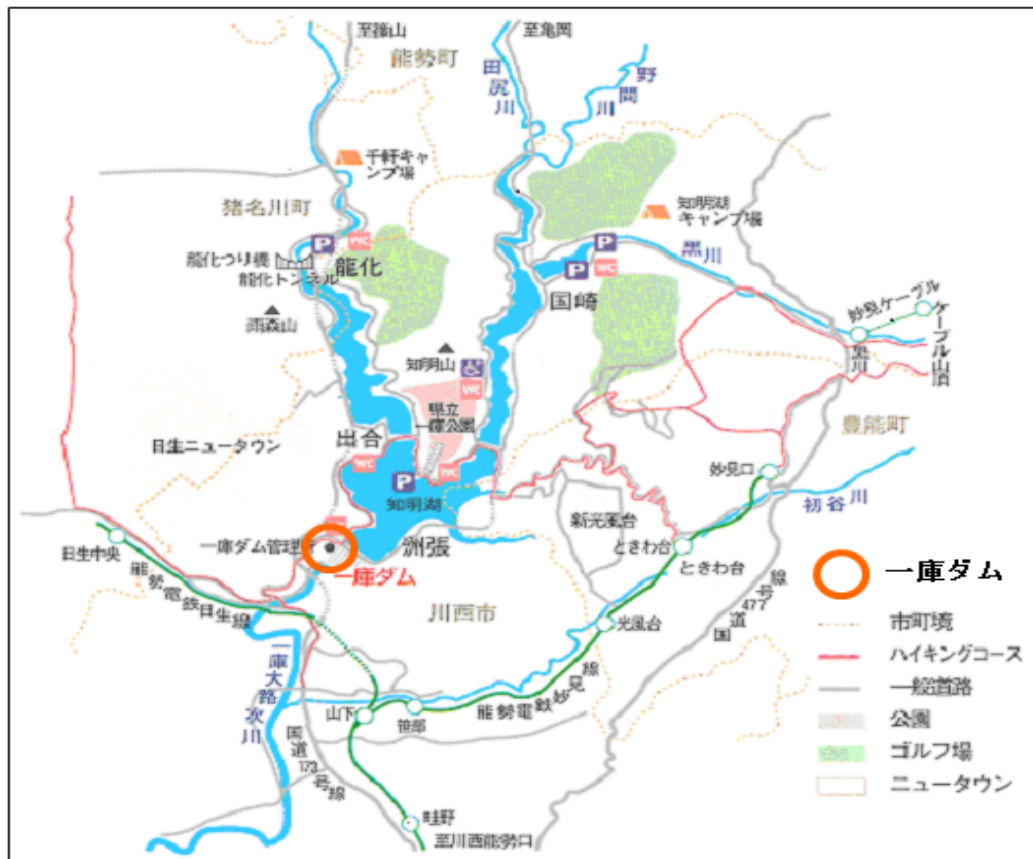 至篠山
至亀岡
能勢町
田尻川
野間川
千軒キャ
ンプ場
知明湖
キャンプ場
猪名川町
P
WC
龍化
P
黒川
龍化つり橋
龍化トンネル
P
WC
国崎
妙見ケーブル
ケーブル山頂
雨森山
知明山
黒川
WC
県立
一庫公園
豊能町
出合
日生ニュータウン
WC
WC
P
妙見口
知明湖
初谷川
新光風台
一庫ダム管理所
洲張
ときわ台
日生中央
一庫ダム
ときわ台
一庫ダム
能勢電鉄日生線
川西市
光風台
国道477号線
市町境
ハイキングコース
一庫大路次川
一般道路
能勢電鉄妙見線
山下
笹部
公園
国道173号線
ゴルフ場
ニュータウン
畦野
至川西能勢口